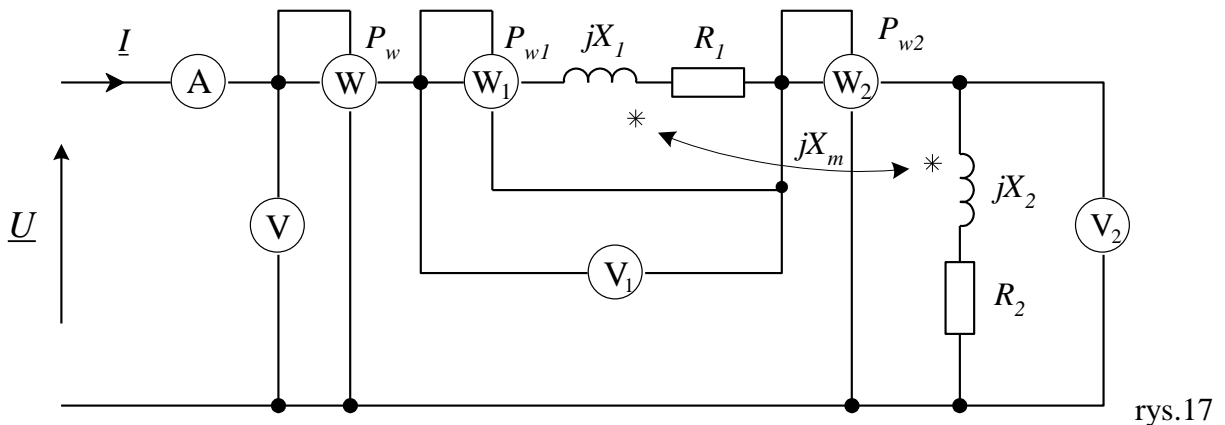 I
A
V
W
P_w
P_w1
W_1
jX_1
R_1
W_2
P_w2
*
jX_m
*
jX_2
R_2
V_1
V_2
U
rys.17